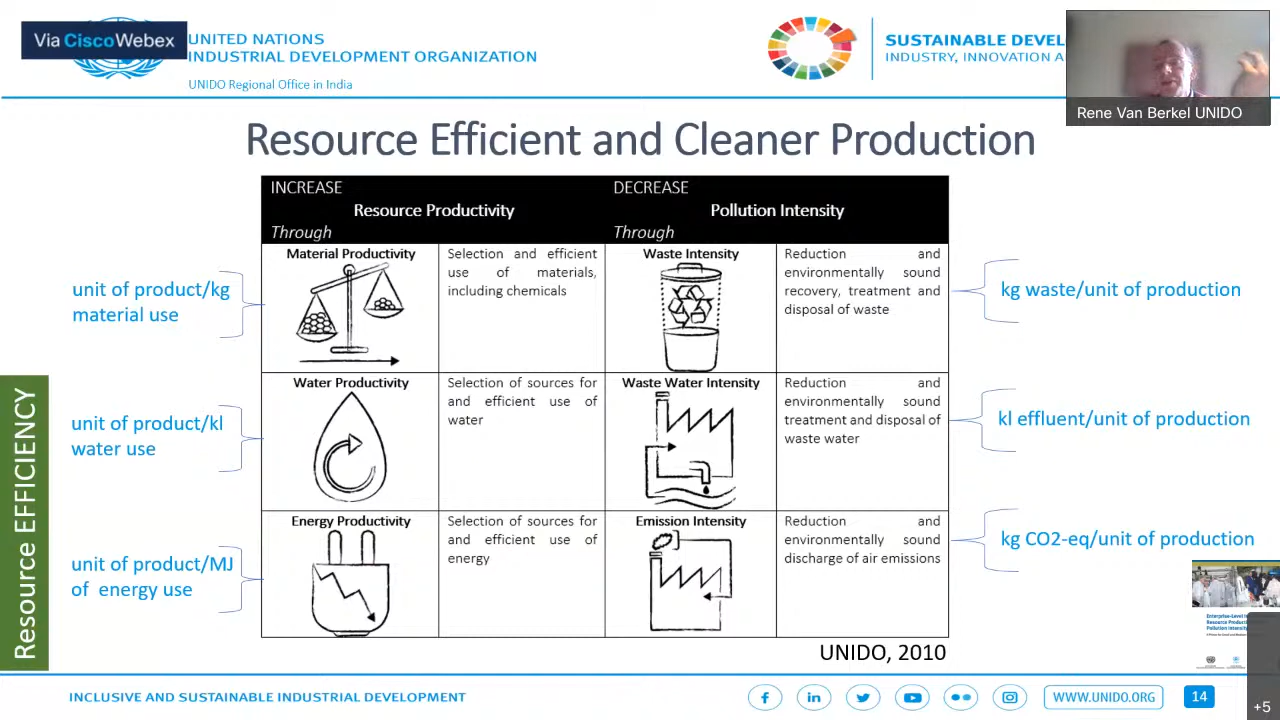 Via CiscoWebex
UNITED NATIONS
INDUSTRIAL DEVELOPMENT ORGANIZATION
UNIDO Regional Office in India
SUSTAINABLE DEVEL
INDUSTRY, INNOVATION A
Rene Van Berkel UNIDO
Resource Efficient and Cleaner Production
INCREASE
Resource Productivity
Through
DECREASE
Pollution Intensity
Through
Material Productivity
Selection and efficient
use of materials,
including chemicals
Waste Intensity
Reduction and
environmentally sound
recovery, treatment and
disposal of waste
unit of product/kg
material use
kg waste/unit of production
Water Productivity
Selection of sources for
and efficient use of
water
Waste Water Intensity
Reduction and
environmentally sound
treatment and disposal of
waste water
unit of product/kl
water use
kl effluent/unit of production
Energy Productivity
Selection of sources for
and efficient use of
energy
Emission Intensity
Reduction and
environmentally sound
discharge of air emissions
unit of product/MJ
of energy use
kg CO2-eq/unit of production
Resource EFFICIENCY
Enterprise-Level
Resource Produc
Pollution Intensit
UNIDO, 2010
INCLUSIVE AND SUSTAINABLE INDUSTRIAL DEVELOPMENT
WWW.UNIDO.ORG
14
+5